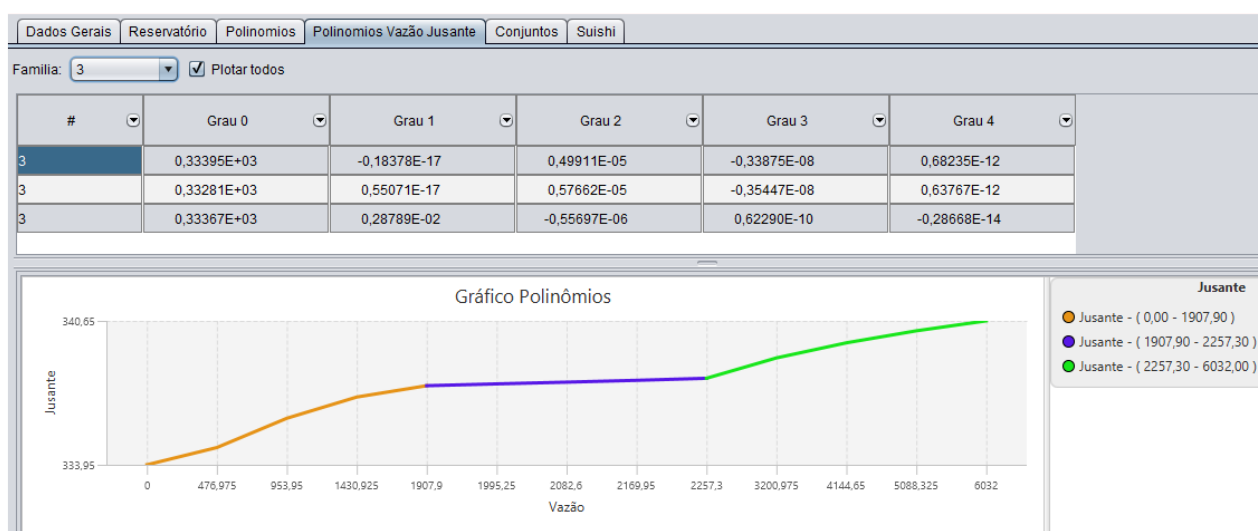 Dados Gerais Reservatório Polinomios Polinomios Vazão Jusante Conjuntos Suishi
Familia: 3 Plotar todos
# Grau 0 Grau 1 Grau 2 Grau 3 Grau 4
3 0,33395E+03 -0,18378E-17 0,49911E-05 -0,33875E-08 0,68235E-12
3 0,33281E+03 0,55071E-17 0,57662E-05 -0,35447E-08 0,63767E-12
3 0,33367E+03 0,28789E-02 -0,55697E-06 0,62290E-10 -0,28668E-14
Gráfico Polinômios
340,65
Jusante
333,95
0 476,975 953,95 1430,925 1907,9 1995,25 2082,6 2169,95 2257,3 3200,975 4144,65 5088,325 6032
Vazão
Jusante
Jusante - ( 0,00 - 1907,90 )
Jusante - ( 1907,90 - 2257,30 )
Jusante - ( 2257,30 - 6032,00 )